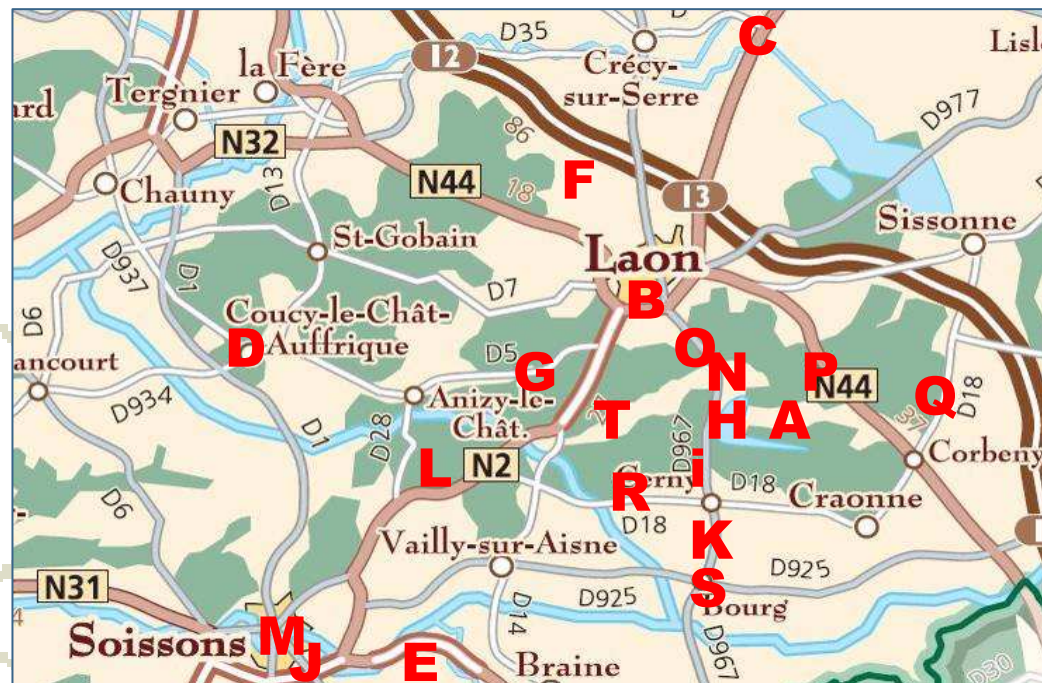 C
D35
I2
Lisl
la Fère
Crécy-
sur-Serre
Tergnier
ard
D977
86
N32
N44
18
F
I3
Chauny
D13
Sissonne
St-Gobain
D937
D1
Laon
D7
B
D6
Coucy-le-Chât-
D Auffrique
ancourt
D5
G
O
N
P
N44
Q
D18
D934
Anizy-le-
Chât.
D28
D1
T
H
A
37
D967
i
Corbeny
L
N2
Cerny
R
D18
Craonne
D6
D18
K
Vailly-sur-Aisne
D925
N31
D925
S
Bourg
D14
Soissons
M
J
E
Braine
D967
D30